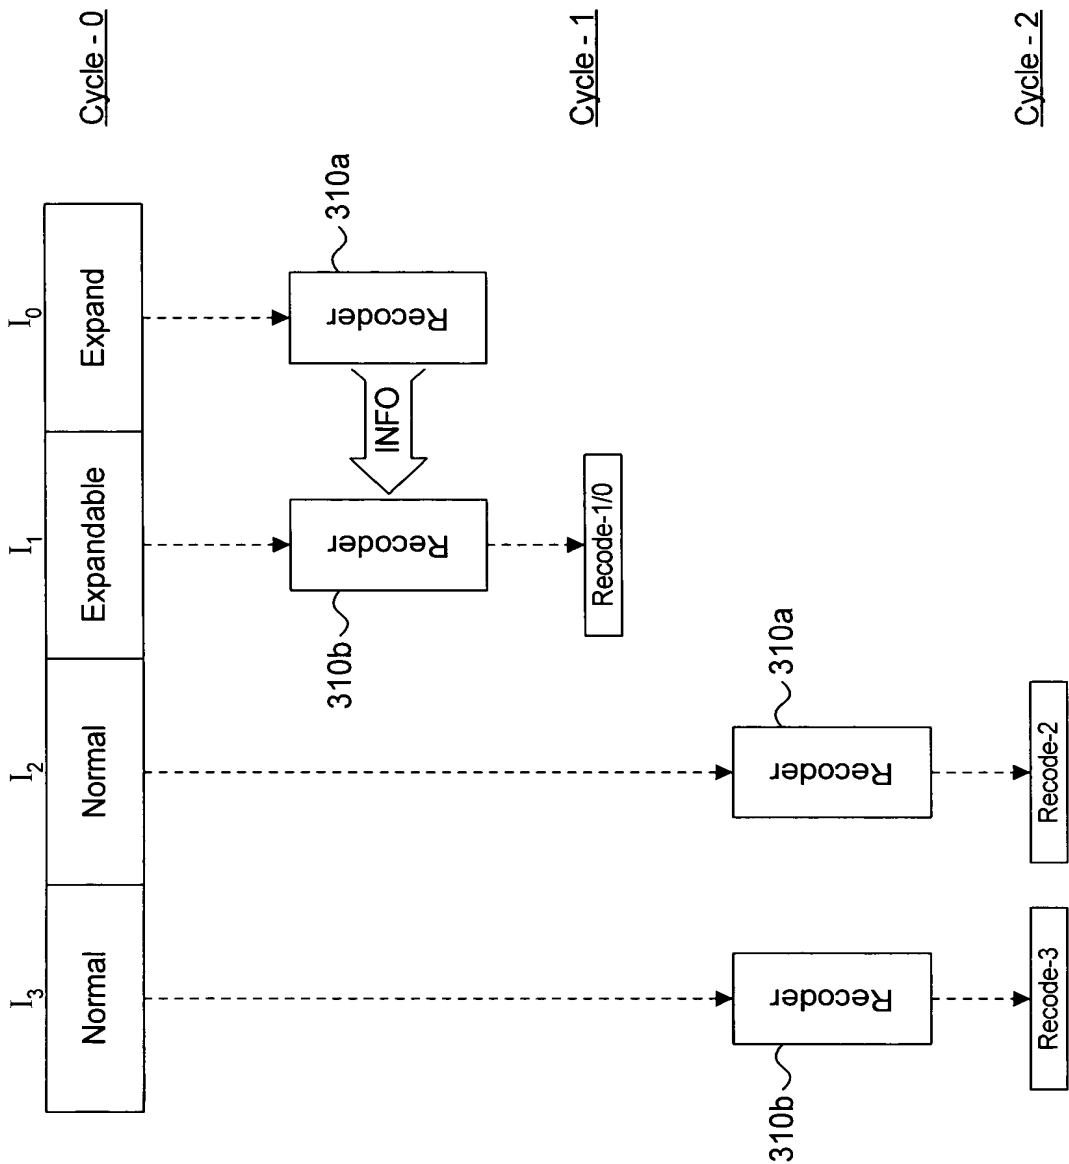 I3 I2 I1 I0
Normal Normal Expandable Expand Cycle - 0
310a
Recoder INFO Recoder
310b
Recode-1/0 Cycle - 1
310a
Recoder Recoder
310b
Recode-3 Recode-2 Cycle - 2